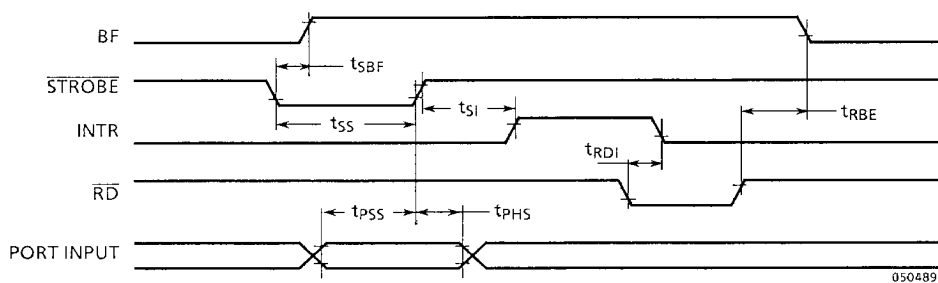 BF
t_SBF
STROBE
t_SS
t_SI
t_RBE
INTR
t_RDI
RD
t_PSS
t_PHS
PORT INPUT
050489